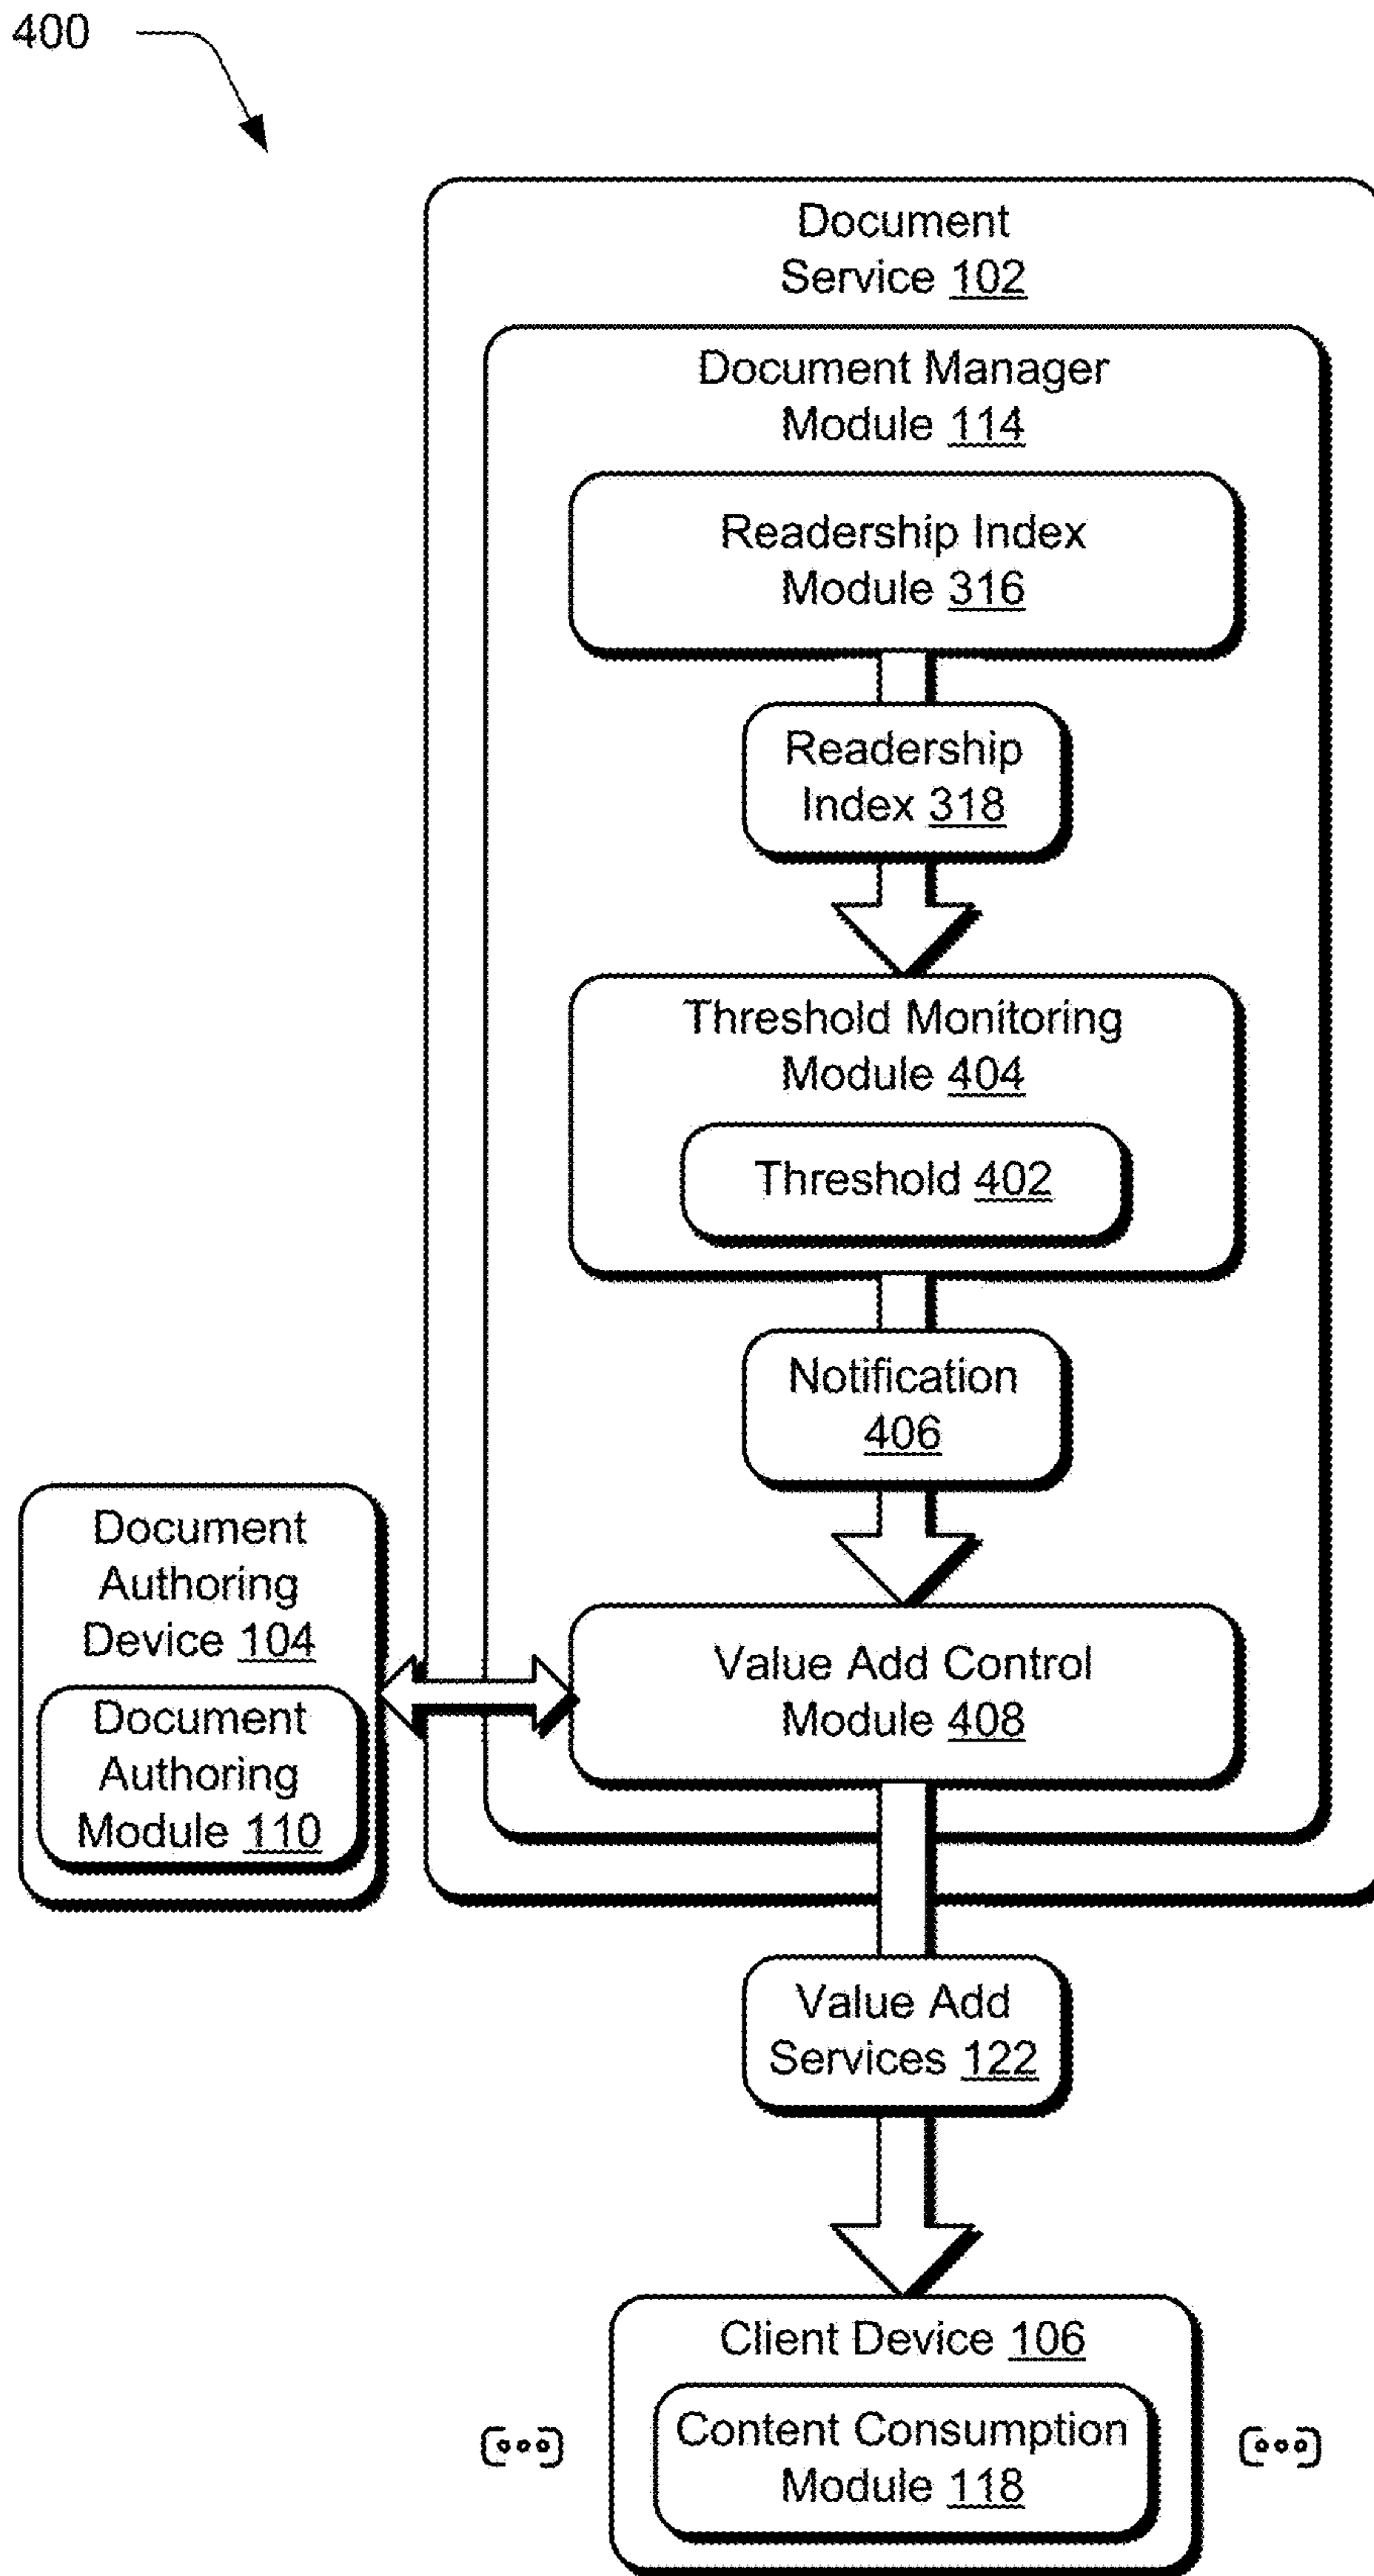 400
Document
Service 102
Document Manager
Module 114
Readership Index
Module 316
Readership
Index 318
Threshold Monitoring
Module 404
Threshold 402
Notification
406
Document
Authoring
Device 104
Document
Authoring
Module 110
Value Add Control
Module 408
Value Add
Services 122
Client Device 106
Content Consumption
Module 118